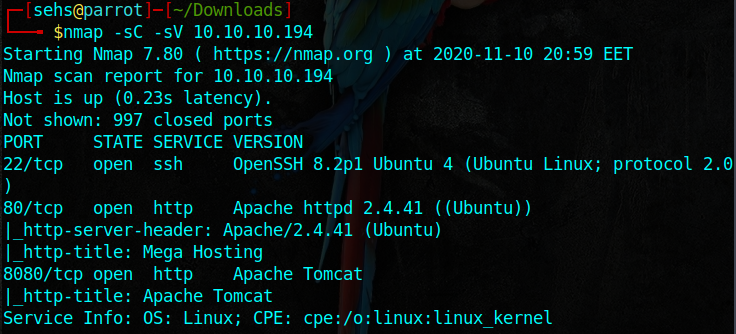 ┌─[sehs@parrot]─[~/Downloads]
└──╼ $nmap -sC -sV 10.10.10.194
Starting Nmap 7.80 ( https://nmap.org ) at 2020-11-10 20:59 EET
Nmap scan report for 10.10.10.194
Host is up (0.23s latency).
Not shown: 997 closed ports
PORT     STATE SERVICE VERSION
22/tcp   open  ssh     OpenSSH 8.2p1 Ubuntu 4 (Ubuntu Linux; protocol 2.0
)
80/tcp   open  http    Apache httpd 2.4.41 ((Ubuntu))
|_http-server-header: Apache/2.4.41 (Ubuntu)
|_http-title: Mega Hosting
8080/tcp open  http    Apache Tomcat
|_http-title: Apache Tomcat
Service Info: OS: Linux; CPE: cpe:/o:linux:linux_kernel